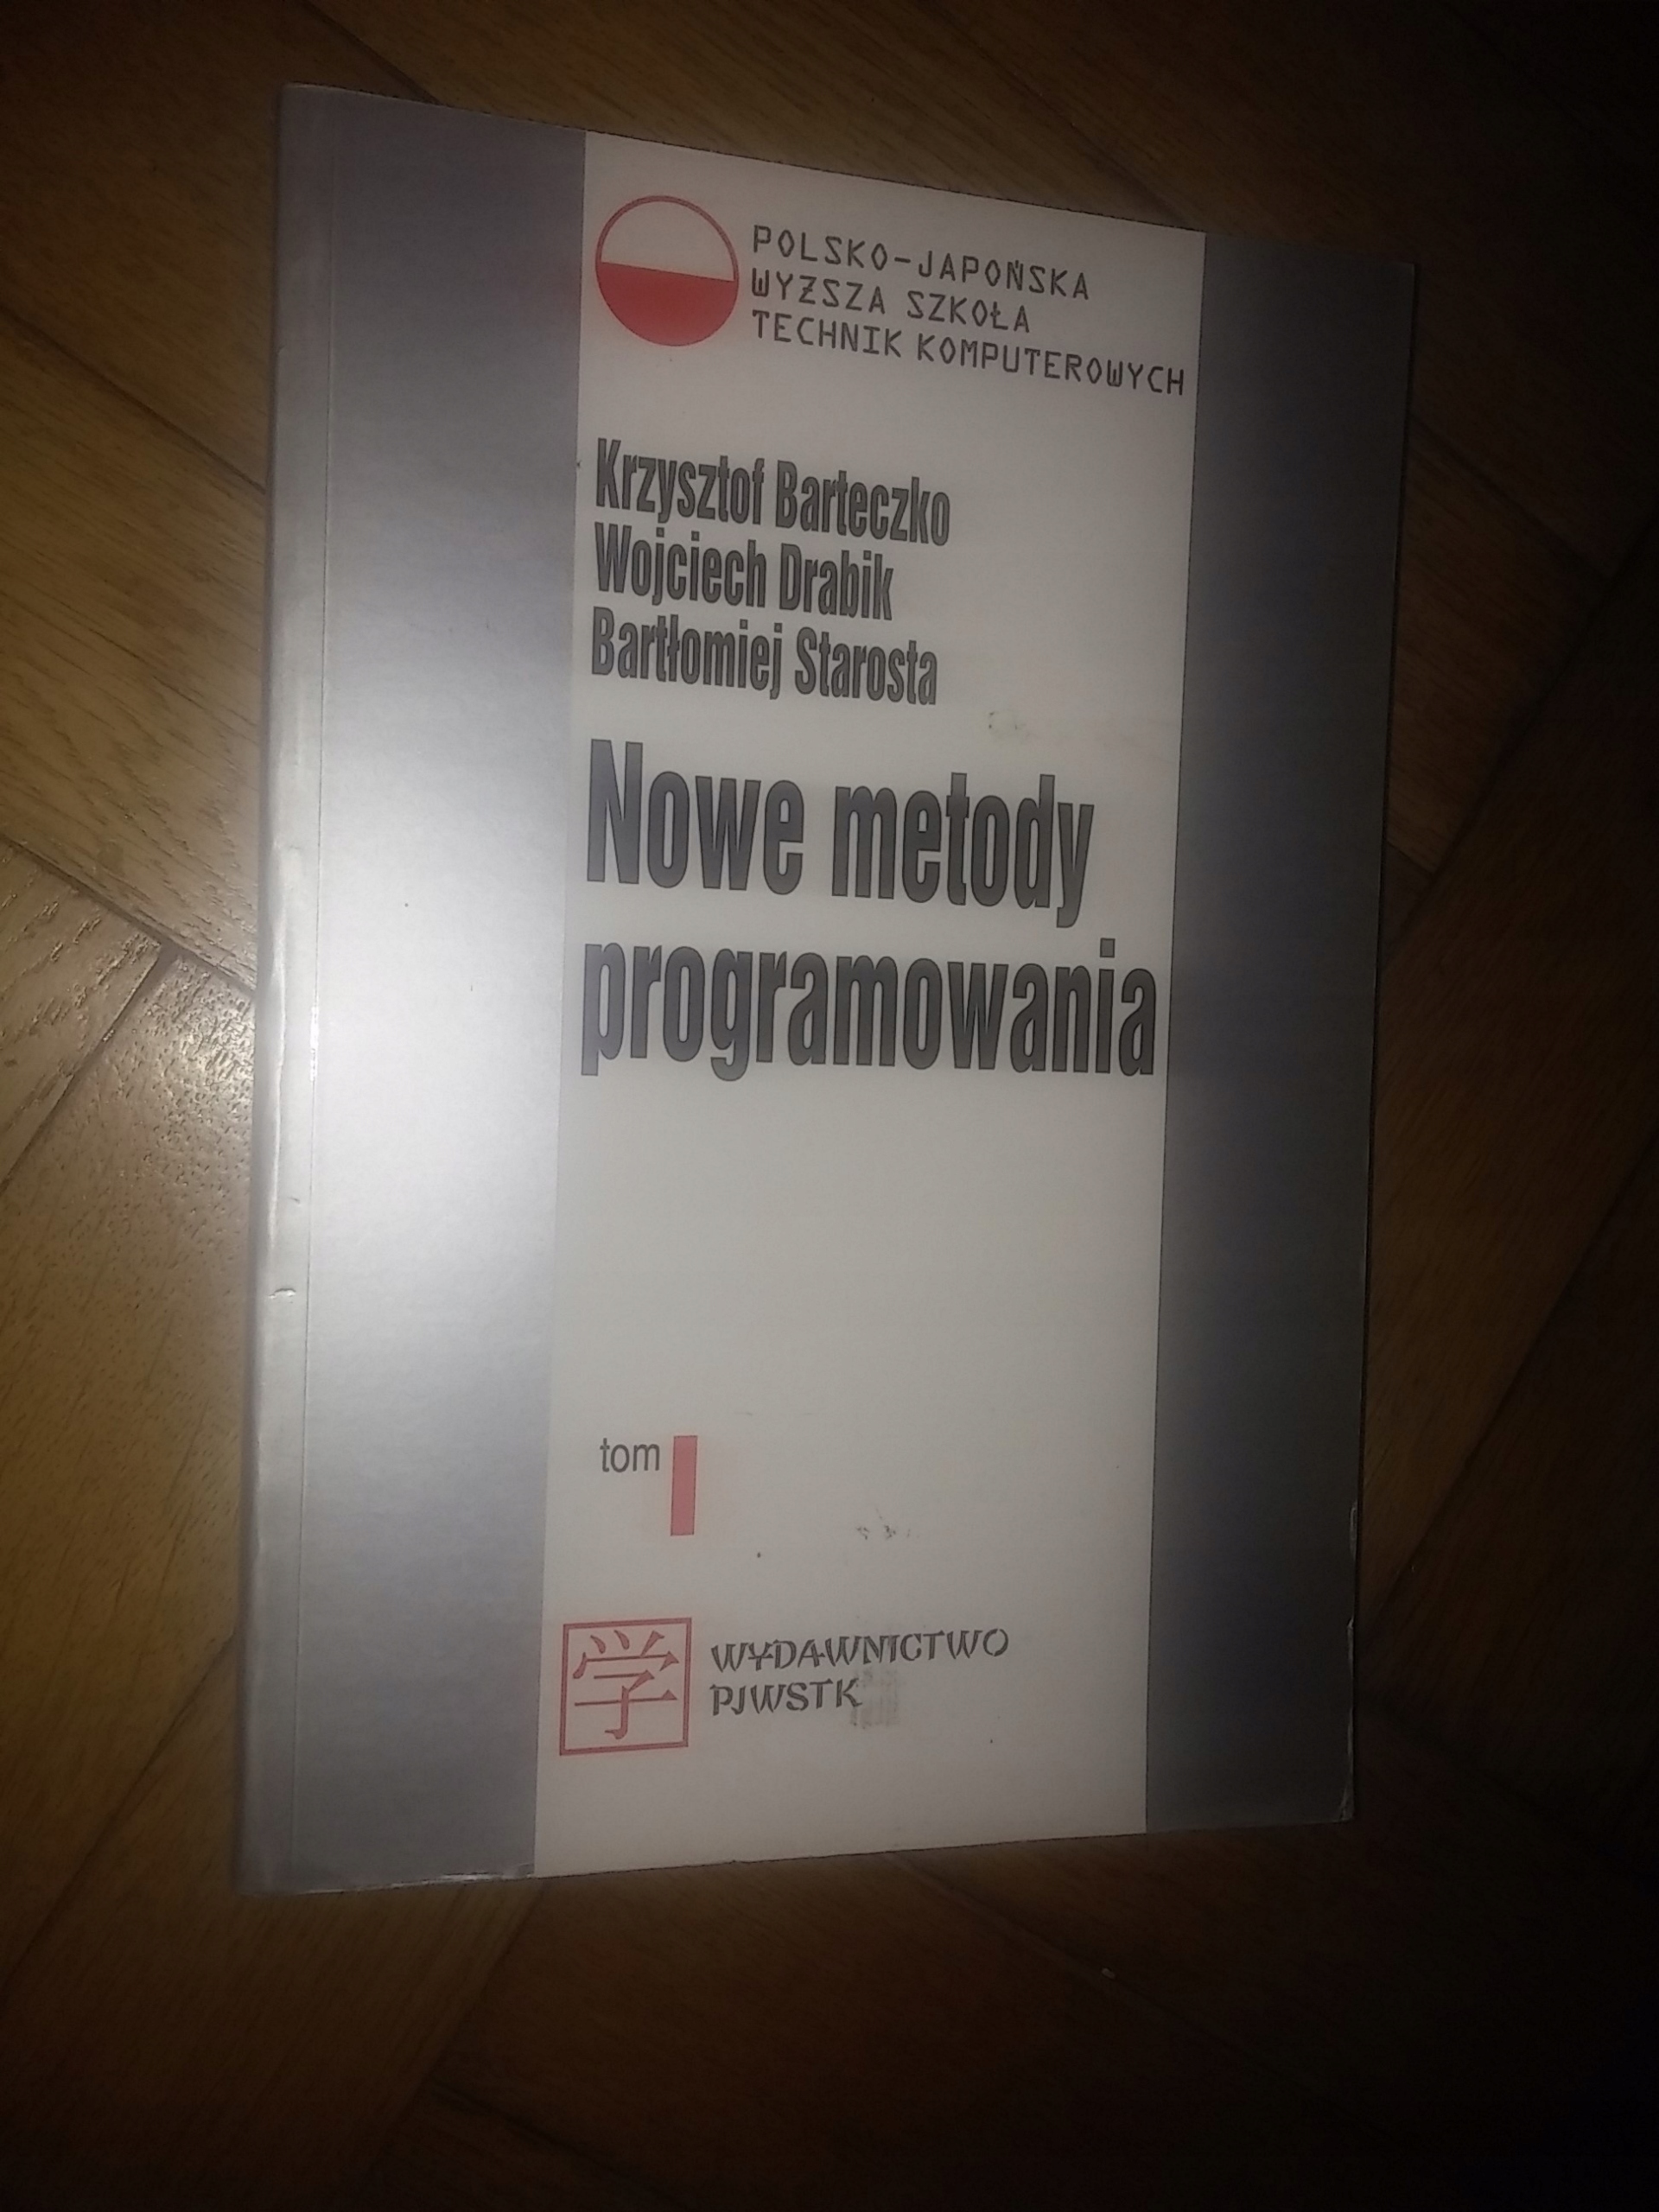 POLSKO-JAPOŃSKA
WYŻSZA SZKOŁA
TECHNIK KOMPUTEROWYCH
Krzysztof Barteczko
Wojciech Drabik
Bartłomiej Starosta
Nowe metody
programowania
tom I
学
WYDAWNICTWO
PJWSTK